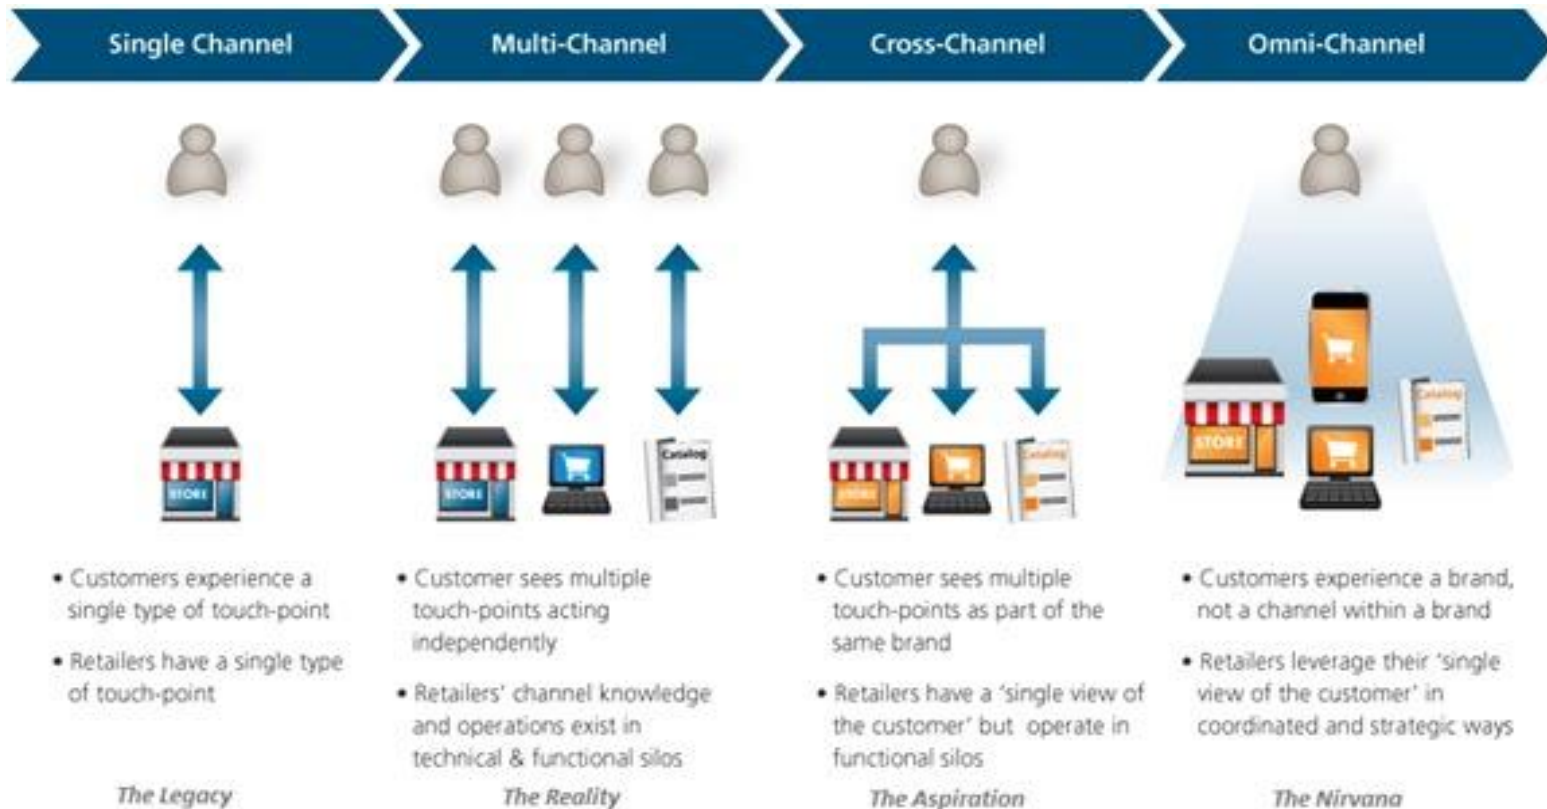 Single Channel
Multi-Channel
Cross-Channel
Omni-Channel
STORE
STORE
Catalog
STORE
Catalog
STORE
Catalog
• Customers experience a
single type of touch-point
• Retailers have a single type
of touch-point
The Legacy
• Customer sees multiple
touch-points acting
independently
• Retailers' channel knowledge
and operations exist in
technical & functional silos
The Reality
• Customer sees multiple
touch-points as part of the
same brand
• Retailers have a 'single view of
the customer' but operate in
functional silos
The Aspiration
• Customers experience a brand,
not a channel within a brand
• Retailers leverage their 'single
view of the customer' in
coordinated and strategic ways
The Nirvana